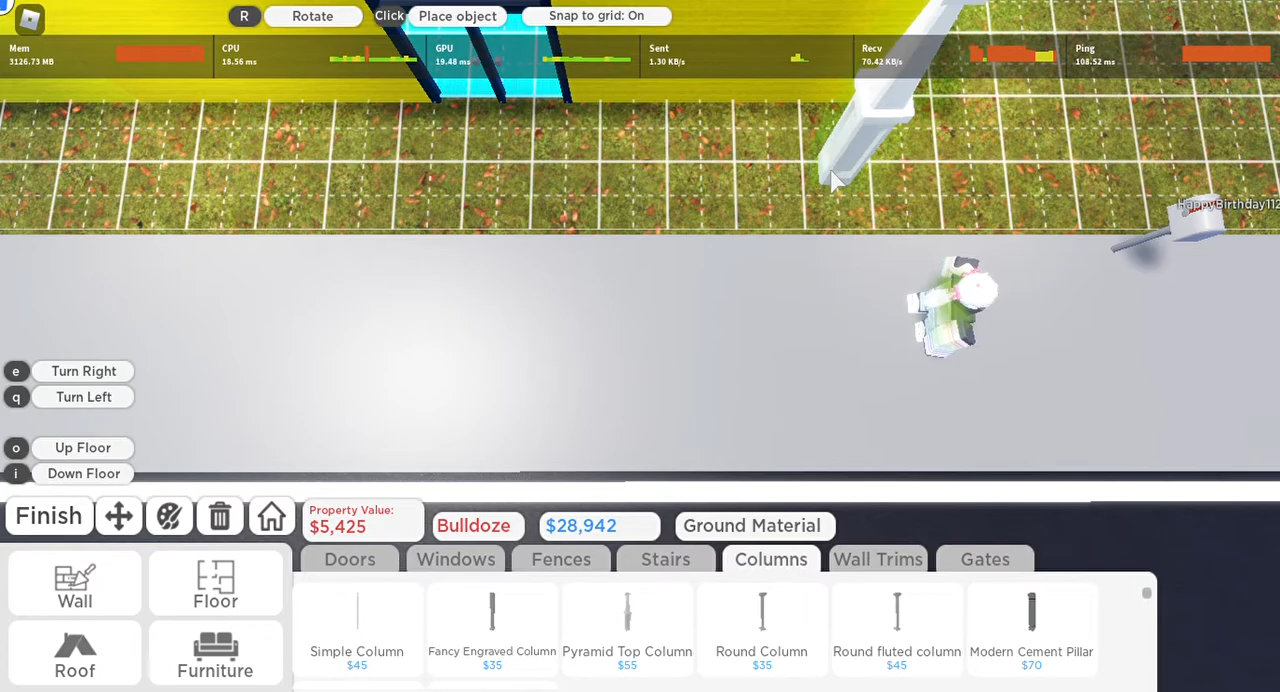 R Rotate Click Place object Snap to grid: On
Mem CPU GPU Sent Recv Ping
3126.73 MB 18.56 ms 19.48 ms 1.30 KB/s 70.42 KB/s 108.52 ms
HappyBirthday112
e Turn Right
q Turn Left
o Up Floor
i Down Floor
Finish
Property Value:
$5,425
Bulldoze
$28,942
Ground Material
Wall
Floor
Roof
Furniture
Doors Windows Fences Stairs Columns Wall Trims Gates
Simple Column Fancy Engraved Column Pyramid Top Column Round Column Round fluted column Modern Cement Pillar
$45 $35 $55 $35 $45 $70